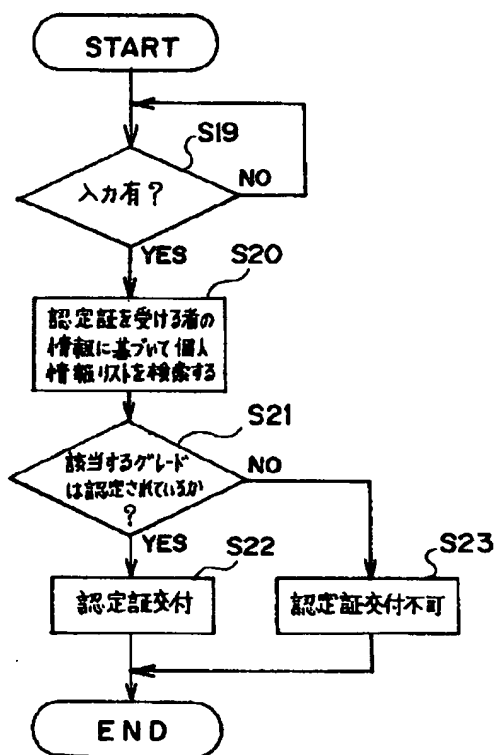 START
S19
入力有?
NO
YES
S20
認定証を受ける者の
情報に基づいて個人
情報リストを検索する
S21
該当するグレード
は認定されているか
?
NO
YES
S22
認定証交付
S23
認定証交付不可
END